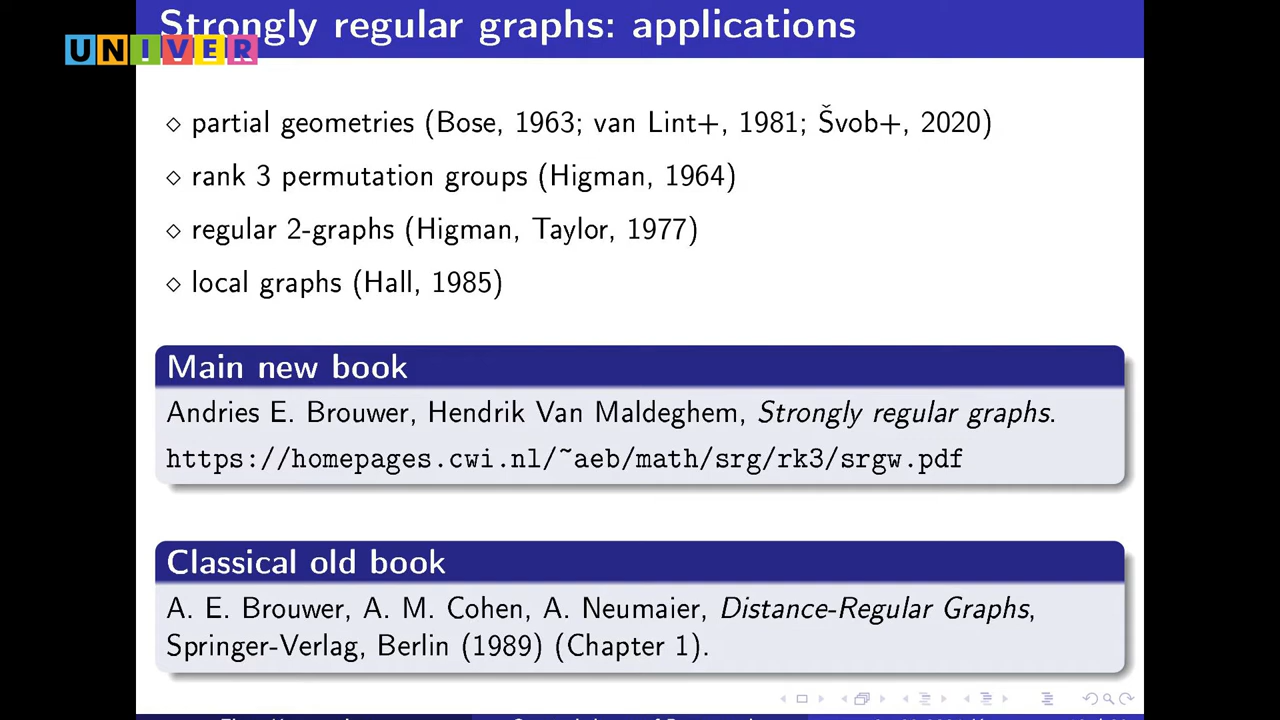 Strongly regular graphs: applications
UNIVER
◇ partial geometries (Bose, 1963; van Lint+, 1981; Švob+, 2020)
◇ rank 3 permutation groups (Higman, 1964)
◇ regular 2-graphs (Higman, Taylor, 1977)
◇ local graphs (Hall, 1985)
Main new book
Andries E. Brouwer, Hendrik Van Maldeghem, Strongly regular graphs.
https://homepages.cwi.nl/~aeb/math/srg/rk3/srgw.pdf
Classical old book
A. E. Brouwer, A. M. Cohen, A. Neumaier, Distance-Regular Graphs,
Springer-Verlag, Berlin (1989) (Chapter 1).